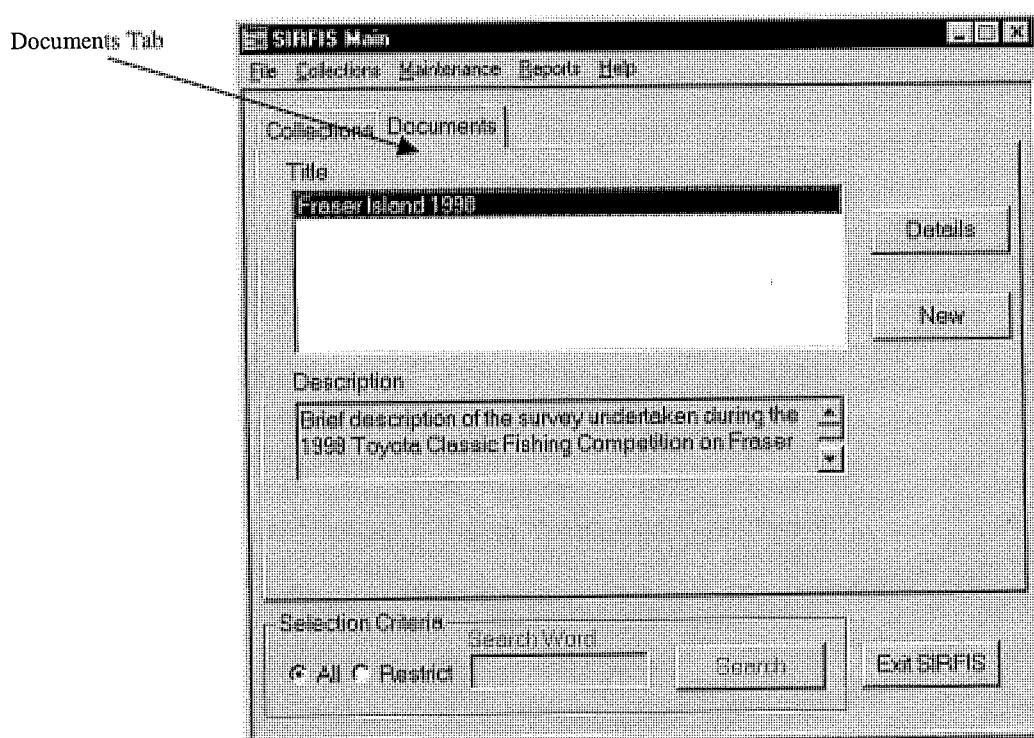 Documents Tab
SIRFIS Main
File Collections Maintenance Reports Help
Collections Documents
Title
Fraser Island 1998
Details
New
Description
Brief description of the survey undertaken during the
1998 Toyota Classic Fishing Competition on Fraser
Selection Criteria
Search Word
All Restrict
Search
Exit SIRFIS